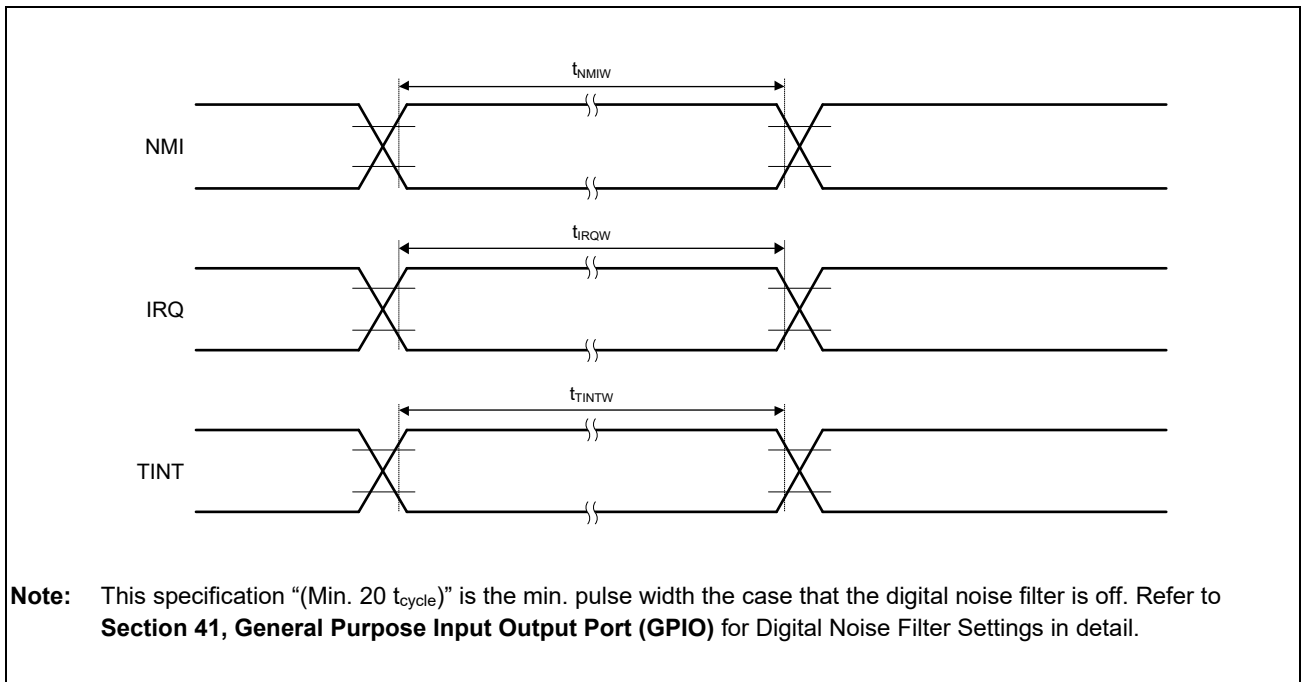 tNMIW
NMI
tIRQW
IRQ
tTINTW
TINT
Note: This specification “(Min. 20 tcycle)” is the min. pulse width the case that the digital noise filter is off. Refer to
Section 41, General Purpose Input Output Port (GPIO) for Digital Noise Filter Settings in detail.